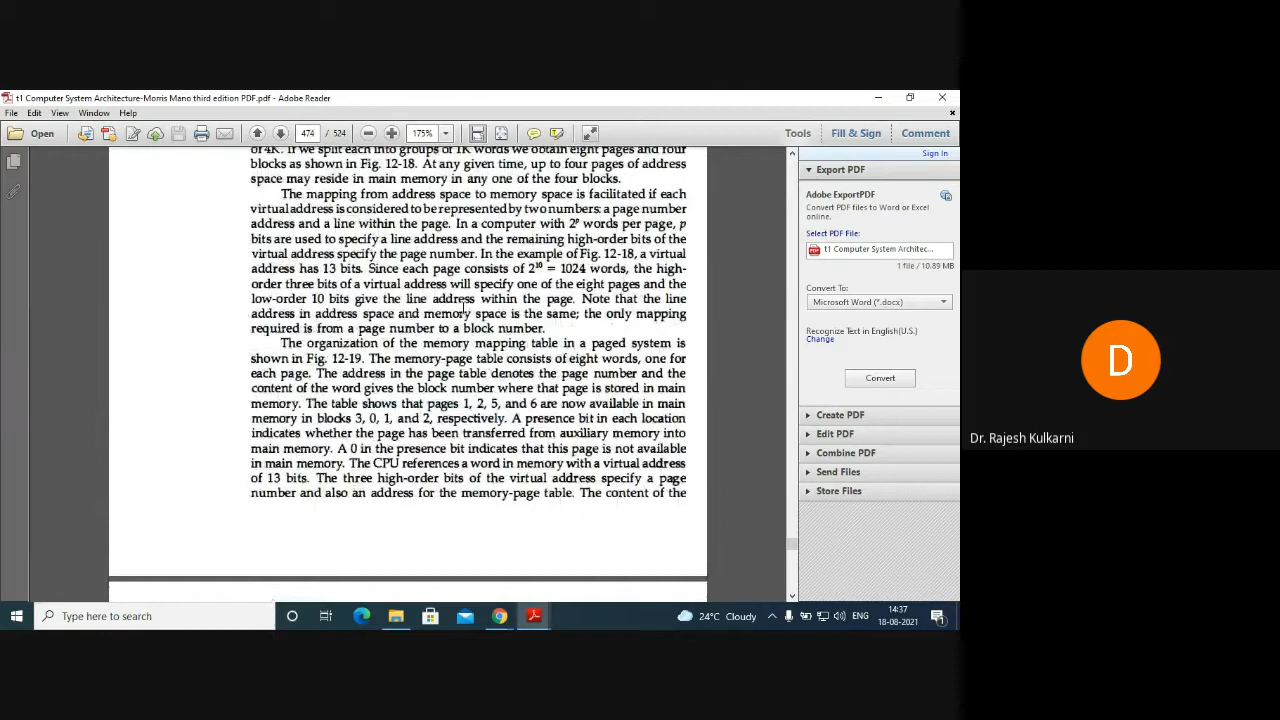 t1 Computer System Architecture-Morris Mano third edition PDF.pdf - Adobe Reader
File Edit View Window Help
Open 474 / 524 175% Tools Fill & Sign Comment
of 4K. If we split each into groups of 1K words we obtain eight pages and four
blocks as shown in Fig. 12-18. At any given time, up to four pages of address
space may reside in main memory in any one of the four blocks.
The mapping from address space to memory space is facilitated if each
virtual address is considered to be represented by two numbers: a page number
address and a line within the page. In a computer with 2ᵖ words per page, p
bits are used to specify a line address and the remaining high-order bits of the
virtual address specify the page number. In the example of Fig. 12-18, a virtual
address has 13 bits. Since each page consists of 2¹⁰ = 1024 words, the high-
order three bits of a virtual address will specify one of the eight pages and the
low-order 10 bits give the line address within the page. Note that the line
address in address space and memory space is the same; the only mapping
required is from a page number to a block number.
The organization of the memory mapping table in a paged system is
shown in Fig. 12-19. The memory-page table consists of eight words, one for
each page. The address in the page table denotes the page number and the
content of the word gives the block number where that page is stored in main
memory. The table shows that pages 1, 2, 5, and 6 are now available in main
memory in blocks 3, 0, 1, and 2, respectively. A presence bit in each location
indicates whether the page has been transferred from auxiliary memory into
main memory. A 0 in the presence bit indicates that this page is not available
in main memory. The CPU references a word in memory with a virtual address
of 13 bits. The three high-order bits of the virtual address specify a page
number and also an address for the memory-page table. The content of the
Sign In
Export PDF
Adobe ExportPDF
Convert PDF files to Word or Excel
online.
Select PDF File:
t1 Computer System Architec...
1 file / 10.89 MB
Convert To:
Microsoft Word (*.docx)
Recognize Text in English(U.S.)
Change
Convert
Create PDF
Edit PDF
Combine PDF
Send Files
Store Files
D
Dr. Rajesh Kulkarni
Type here to search
24°C Cloudy
ENG
14:37
18-08-2021
1